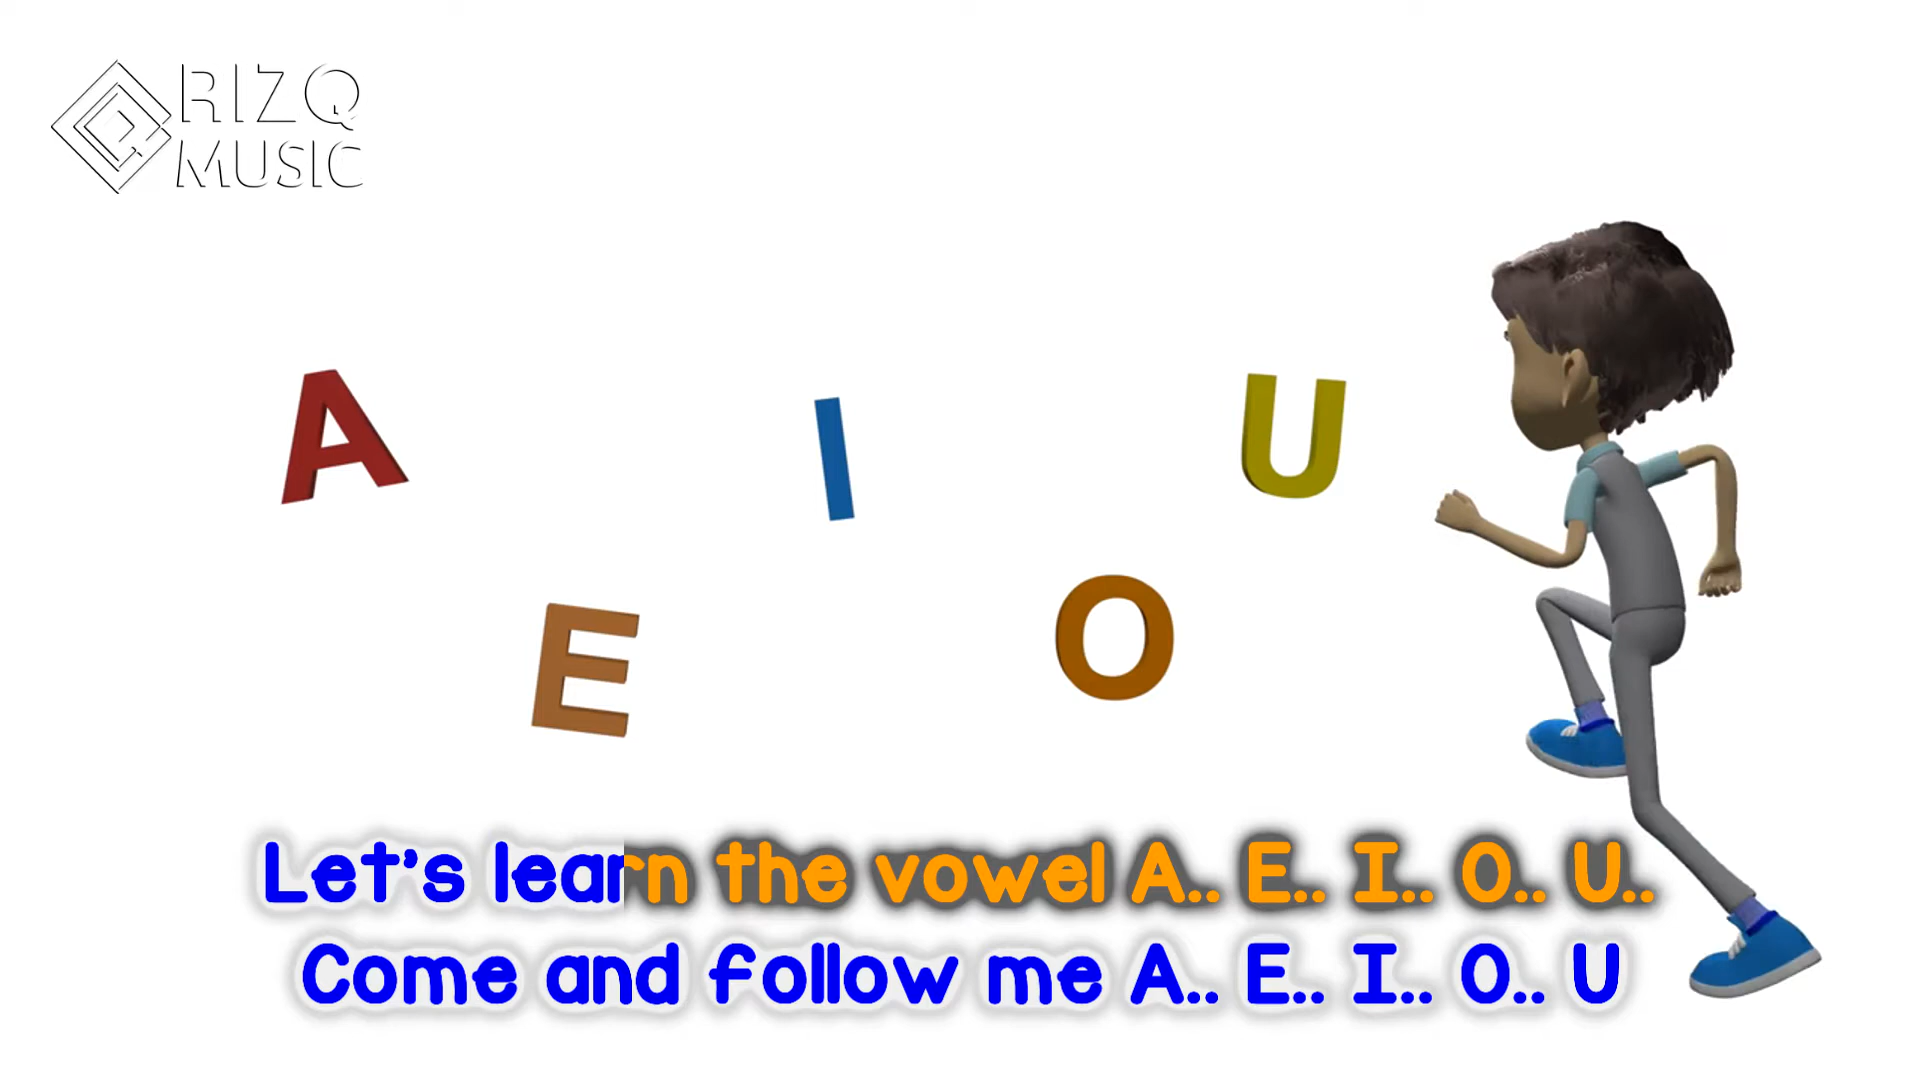 RIZQ
MUSIC
A
I
U
E
O
Let's learn the vowel A.. E.. I.. O.. U..
Come and follow me A.. E.. I.. O.. U